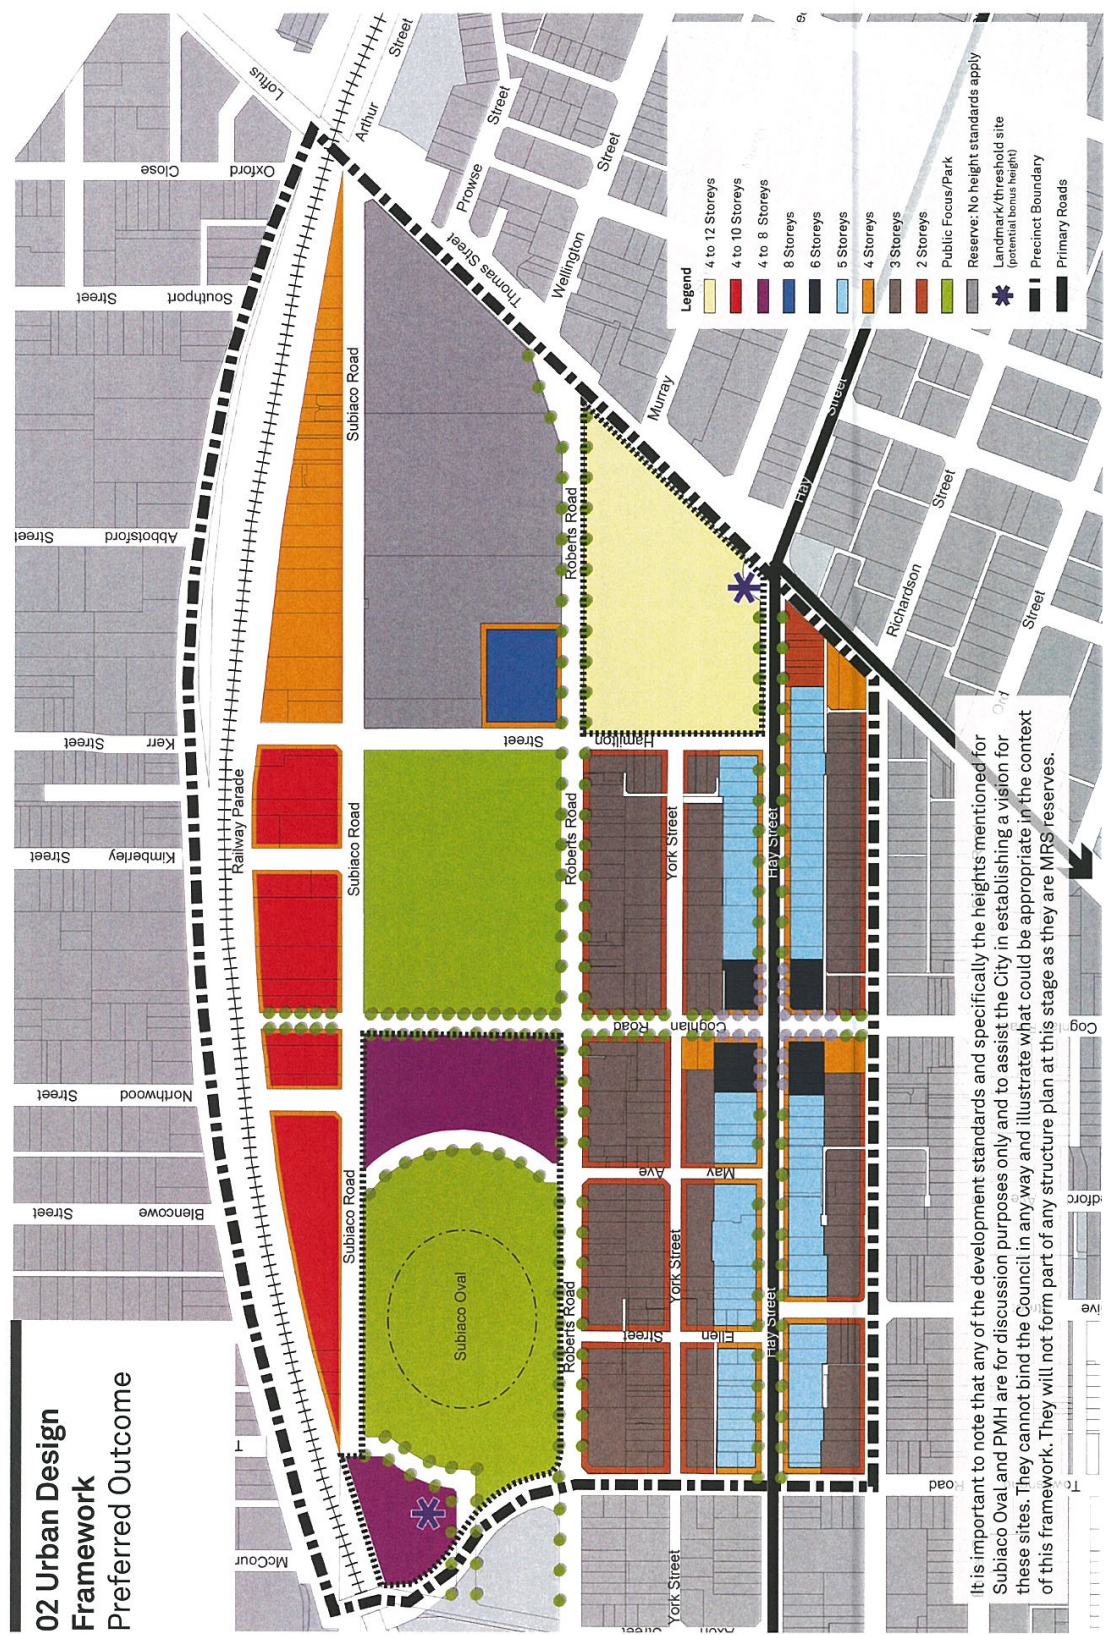 02 Urban Design
Framework
Preferred Outcome
Loftus
Arthur
Street
Oxford
Close
Southport
Street
Prowse
Street
Thomas Street
Wellington
Street
Murray
Abbotsford
Street
Subiaco Road
Roberts Road
Hay
Street
Richardson
Street
Street
Ord
Kerr
Street
Kimberley
Street
Railway Parade
Subiaco Road
Hamilton
Street
Roberts Road
York Street
Hay Street
Northwood
Street
Blencowe
Street
Coghlan
Road
Subiaco Road
Subiaco Oval
Roberts Road
May
Ave
York Street
Ellen
Street
Hay Street
Road
York Street
Legend
4 to 12 Storeys
4 to 10 Storeys
4 to 8 Storeys
8 Storeys
6 Storeys
5 Storeys
4 Storeys
3 Storeys
2 Storeys
Public Focus/Park
Reserve: No height standards apply
Landmark/threshold site
(potential bonus height)
Precinct Boundary
Primary Roads
It is important to note that any of the development standards and specifically the heights mentioned for
Subiaco Oval and PMH are for discussion purposes only and to assist the City in establishing a vision for
these sites. They cannot bind the Council in any way and illustrate what could be appropriate in the context
of this framework. They will not form part of any structure plan at this stage as they are MRS reserves.